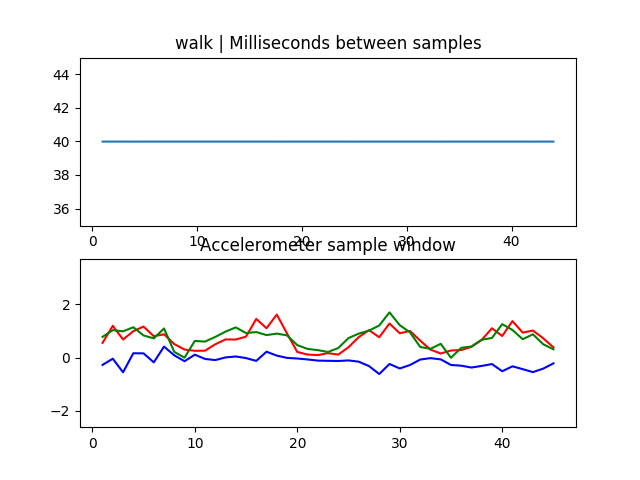 walk | Milliseconds between samples
44
42
40
38
36
0 10 20 30 40
Accelerometer sample window
2
0
−2
0 10 20 30 40